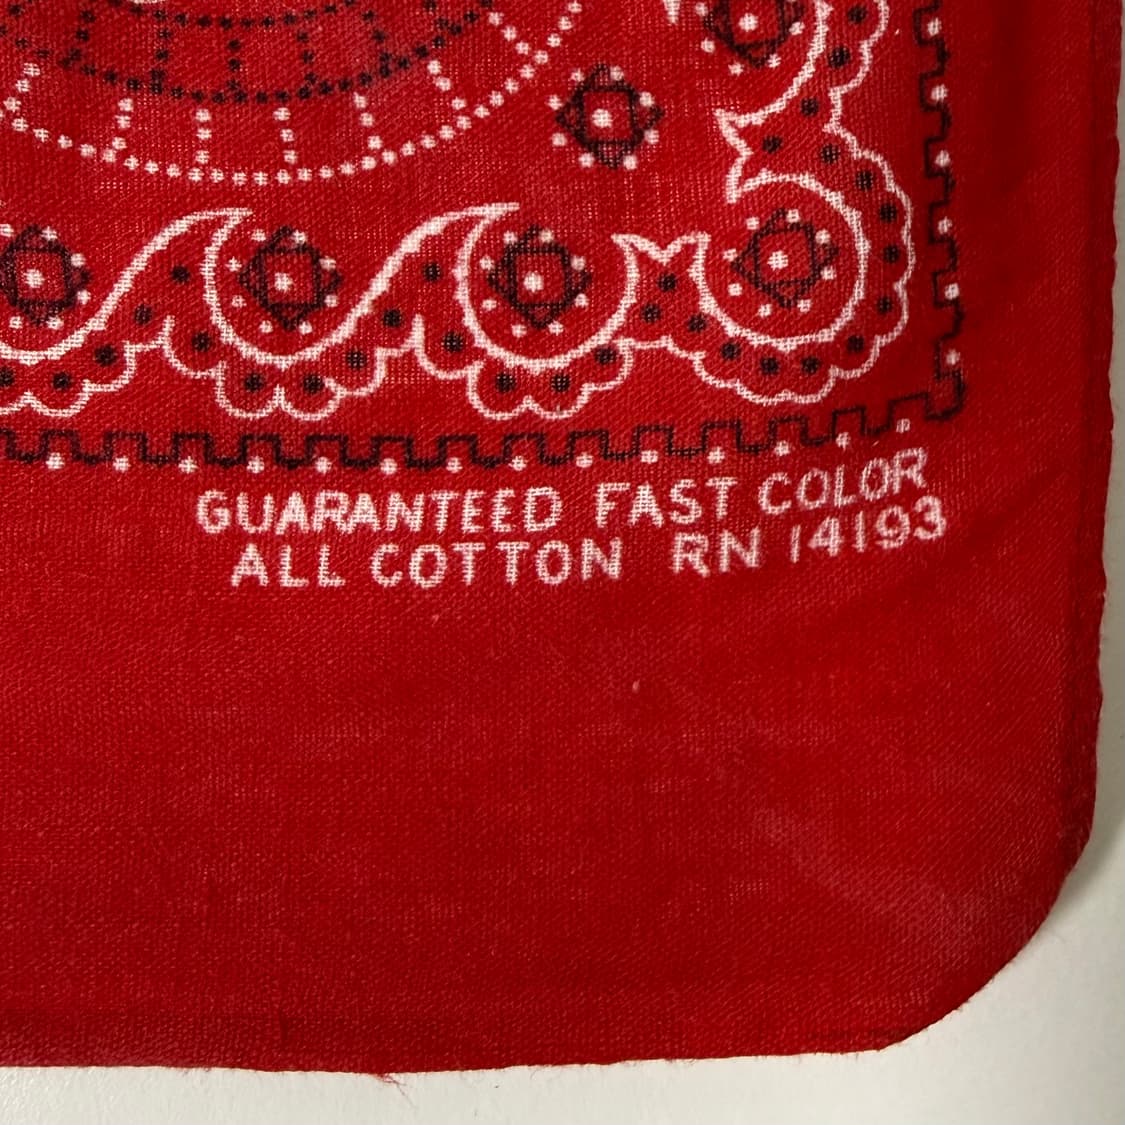 GUARANTEED FAST COLOR
ALL COTTON RN 14193